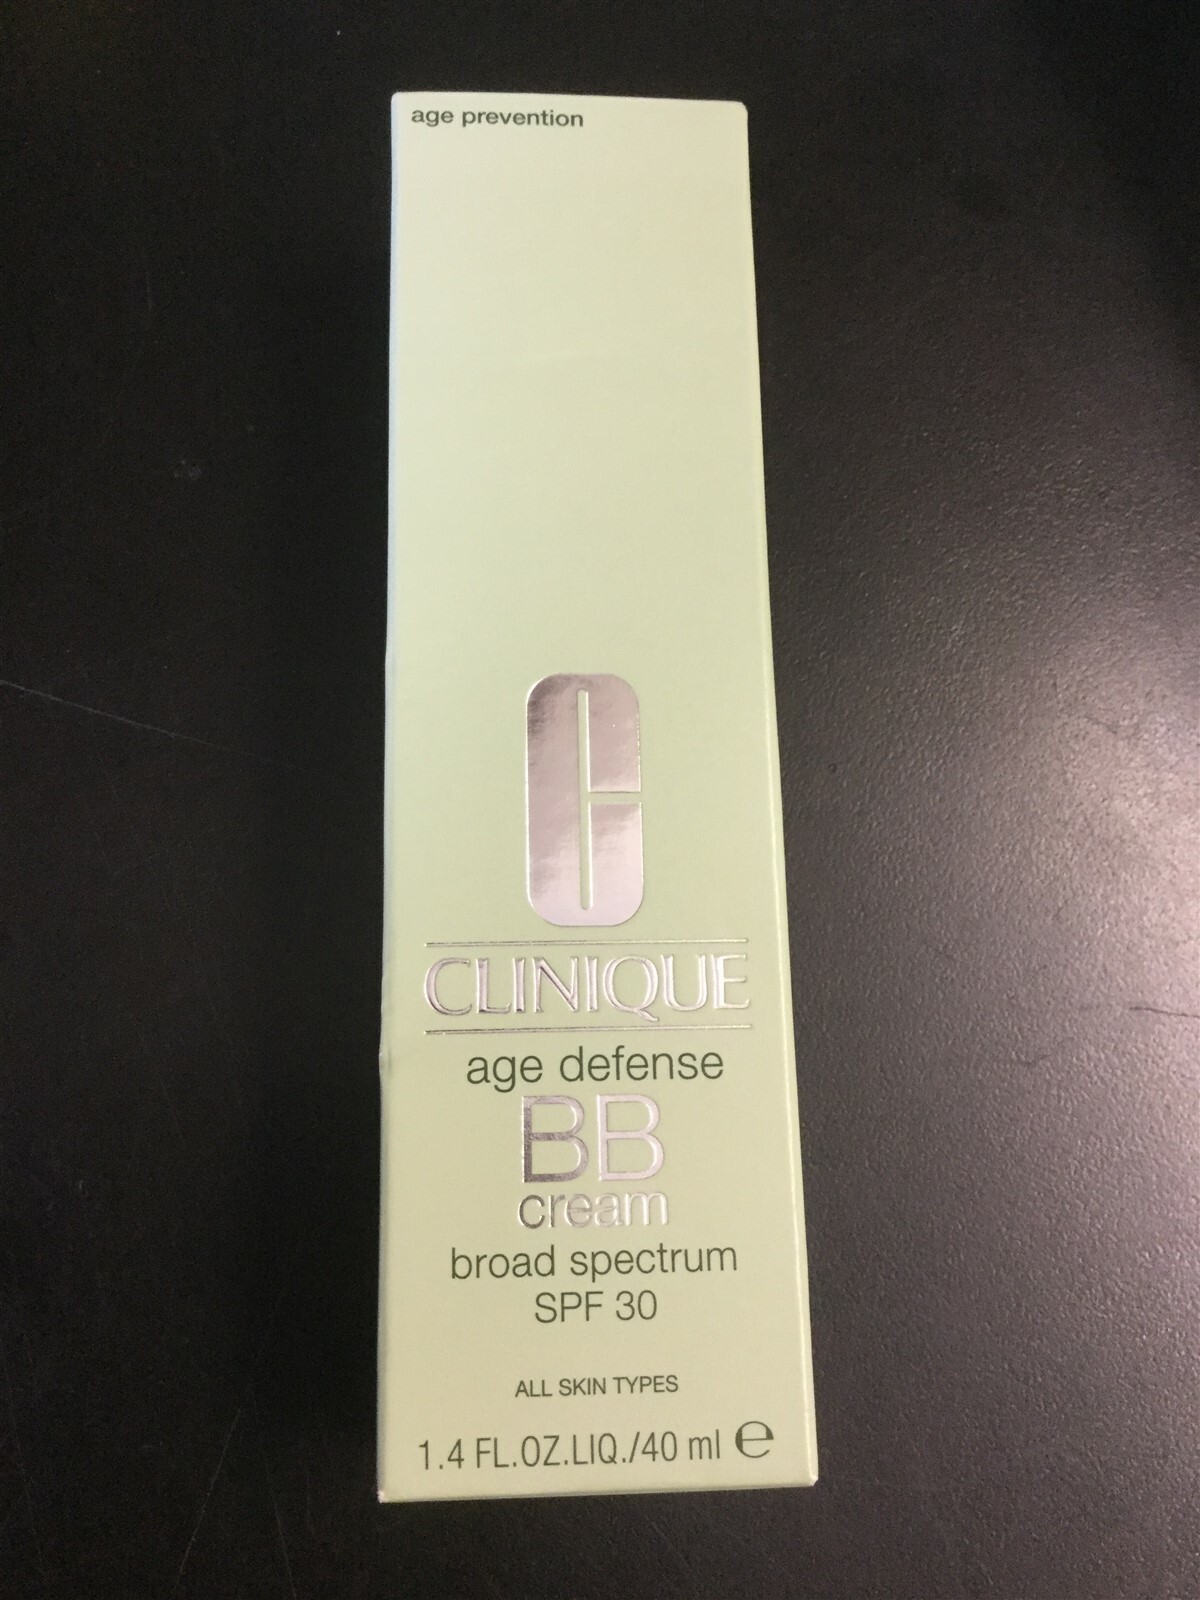 age prevention
C
CLINIQUE
age defense
BB
cream
broad spectrum
SPF 30
ALL SKIN TYPES
1.4 FL.OZ.LIQ./40 ml ℮